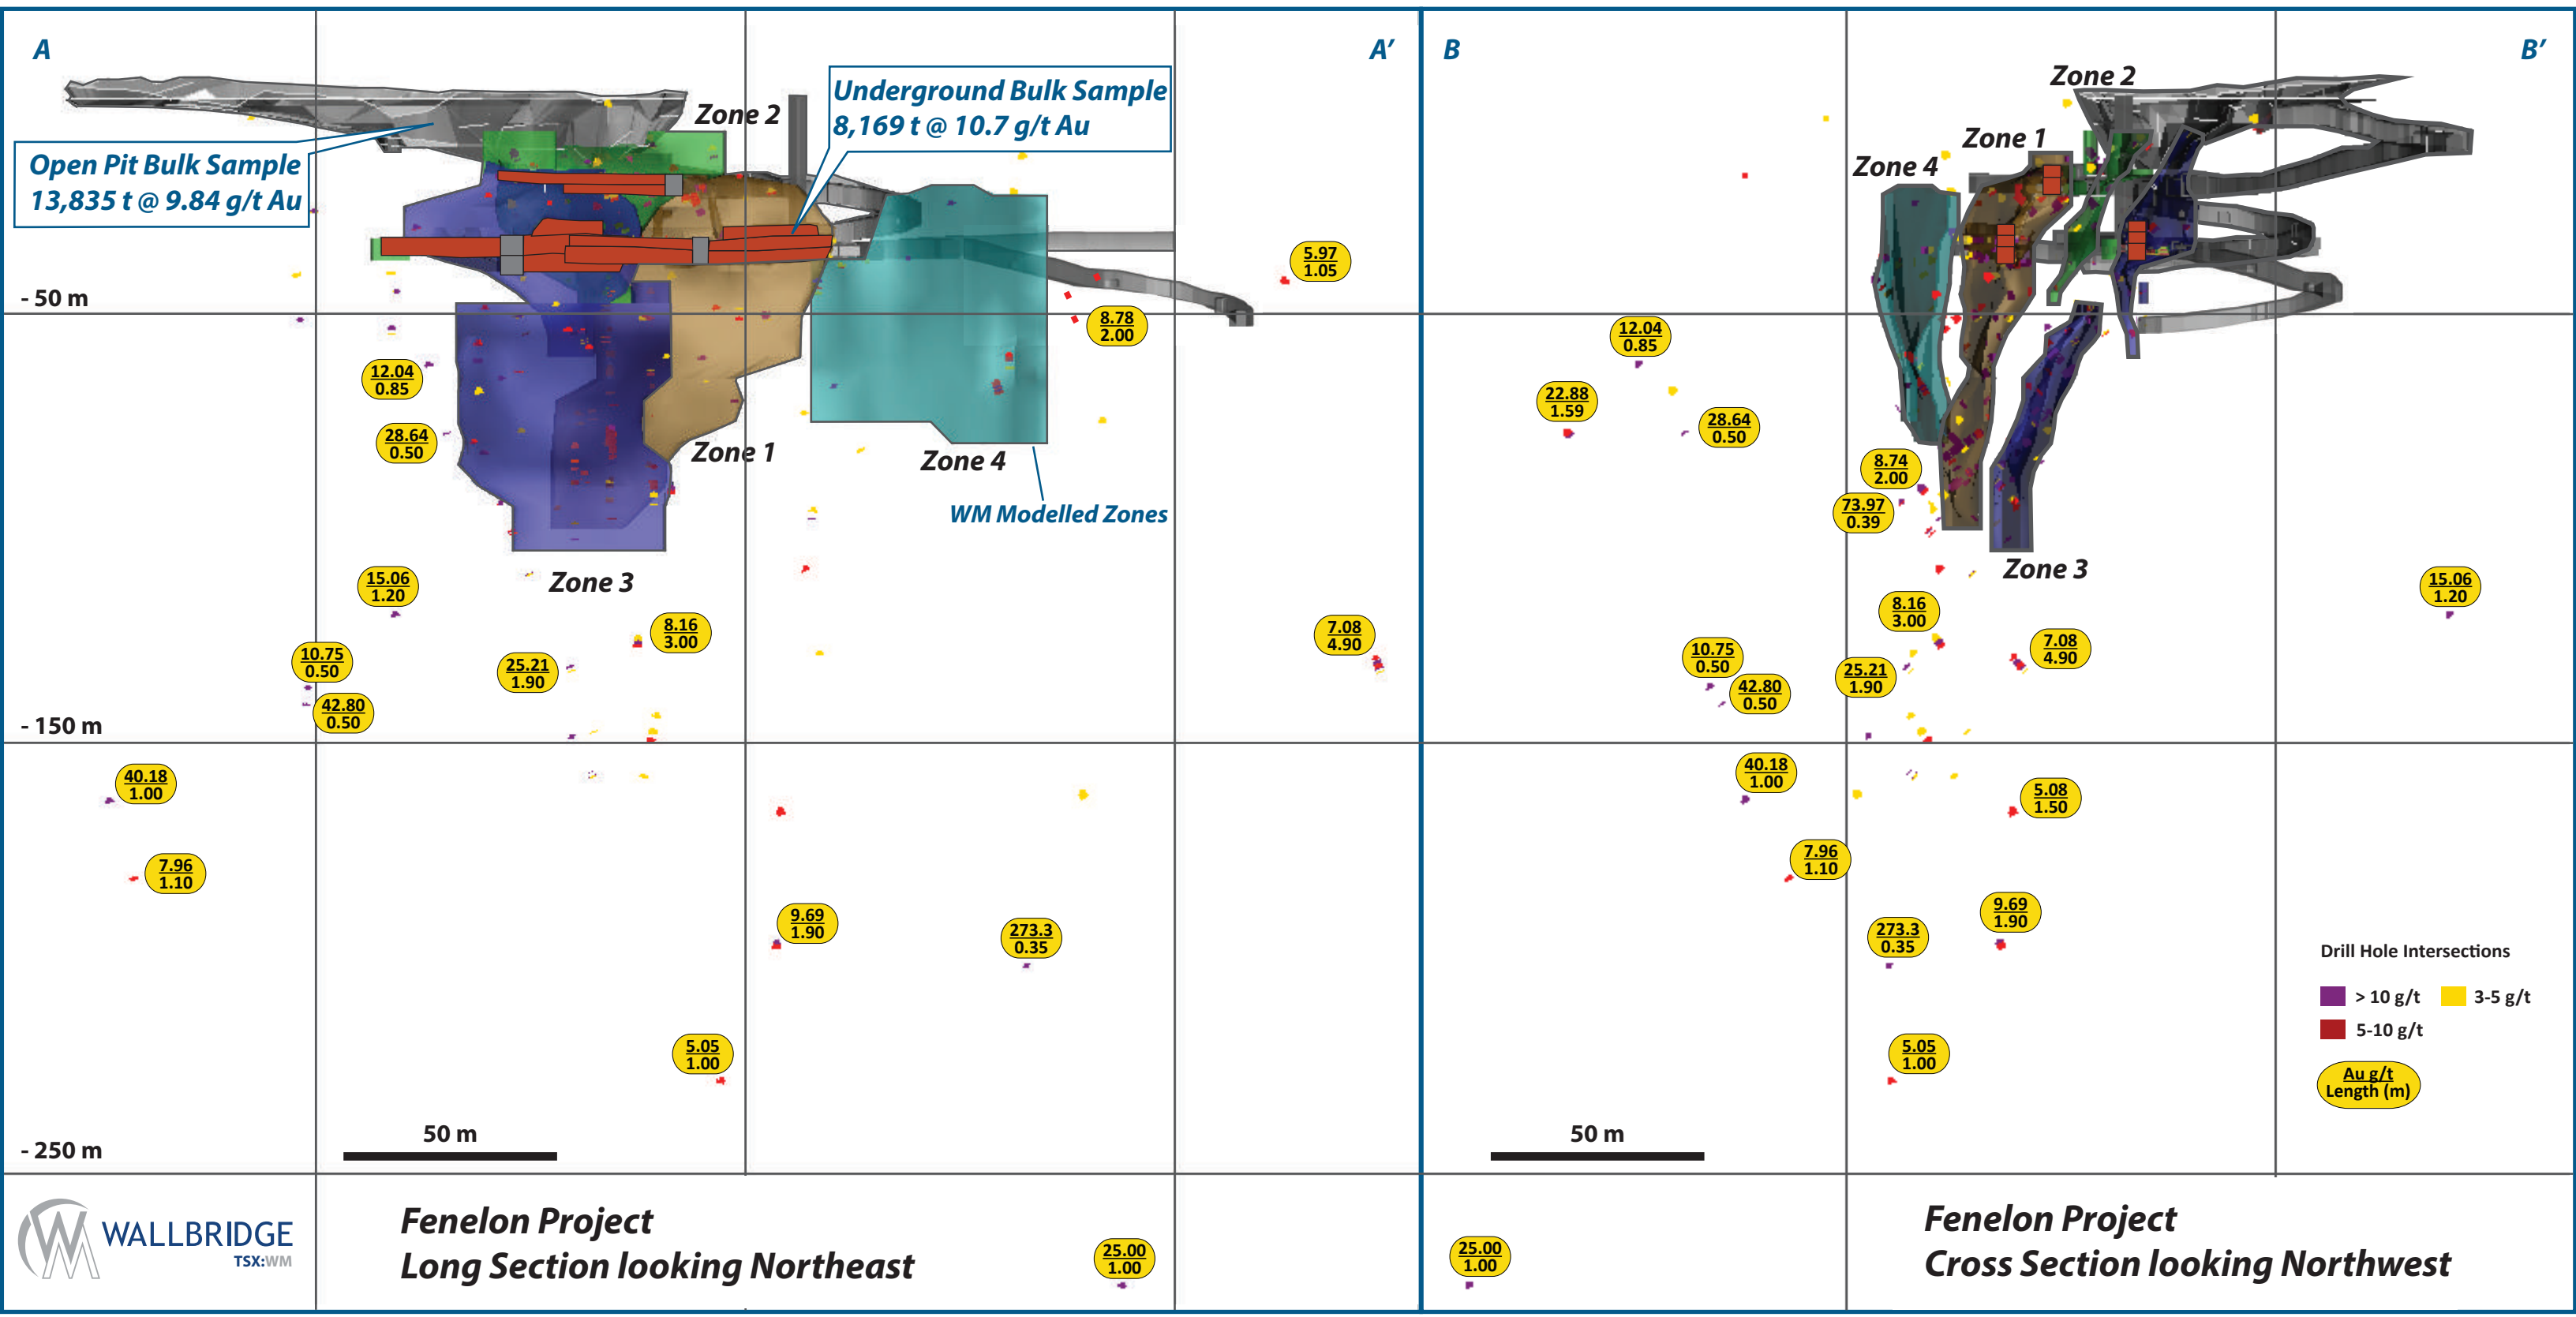 A
A’
Zone 2
Underground Bulk Sample
8,169 t @ 10.7 g/t Au
Open Pit Bulk Sample
13,835 t @ 9.84 g/t Au
5.97
1.05
- 50 m
8.78
2.00
12.04
0.85
28.64
0.50
Zone 1
Zone 4
WM Modelled Zones
Zone 3
15.06
1.20
8.16
3.00
7.08
4.90
10.75
0.50
25.21
1.90
42.80
0.50
- 150 m
40.18
1.00
7.96
1.10
9.69
1.90
273.3
0.35
5.05
1.00
50 m
- 250 m
WALLBRIDGE
TSX:WM
Fenelon Project
Long Section looking Northeast
25.00
1.00
B
B’
Zone 2
Zone 1
Zone 4
12.04
0.85
22.88
1.59
28.64
0.50
8.74
2.00
73.97
0.39
Zone 3
15.06
1.20
8.16
3.00
7.08
4.90
10.75
0.50
25.21
1.90
42.80
0.50
40.18
1.00
5.08
1.50
7.96
1.10
9.69
1.90
273.3
0.35
Drill Hole Intersections
> 10 g/t
3-5 g/t
5-10 g/t
Au g/t
Length (m)
5.05
1.00
50 m
25.00
1.00
Fenelon Project
Cross Section looking Northwest